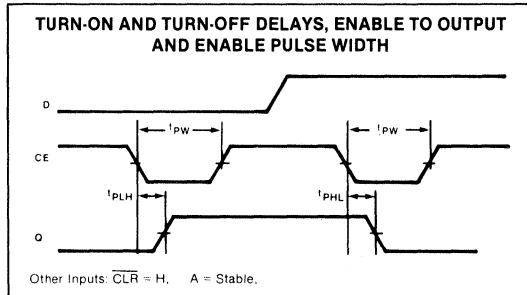 TURN-ON AND TURN-OFF DELAYS, ENABLE TO OUTPUT
AND ENABLE PULSE WIDTH
D
tPW
tPW
CE
tPLH
tPHL
Q
Other Inputs: CLR = H, A = Stable,